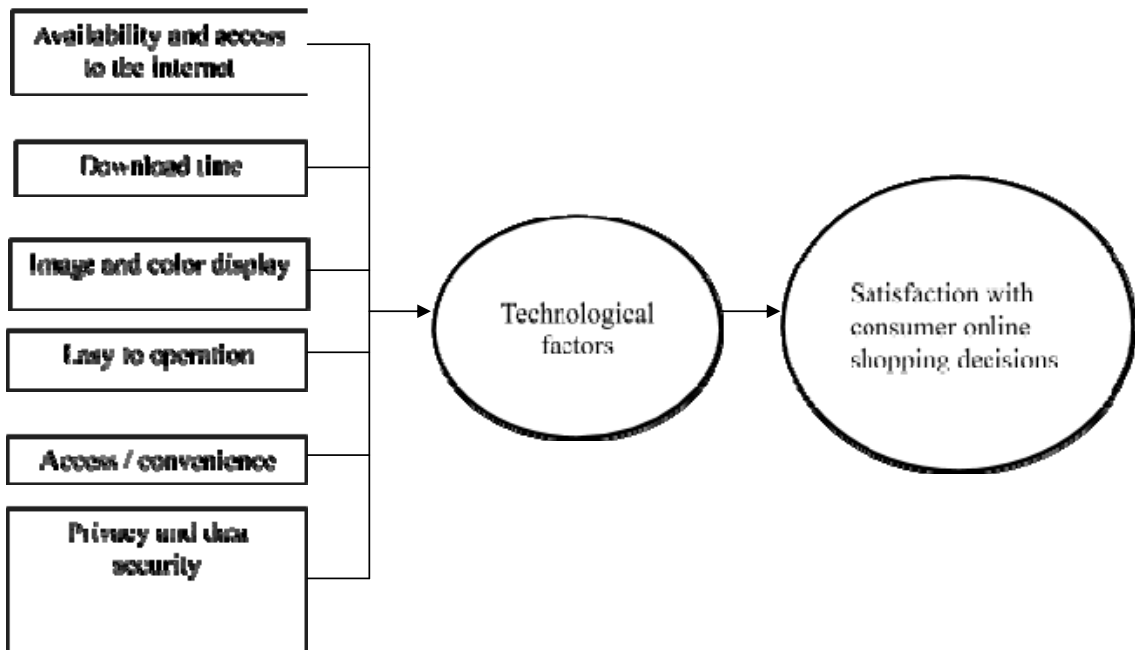 Availability and access
to the internet
Download time
Image and color display
Easy to operation
Access / convenience
Privacy and data
security
Technological
factors
Satisfaction with
consumer online
shopping decisions